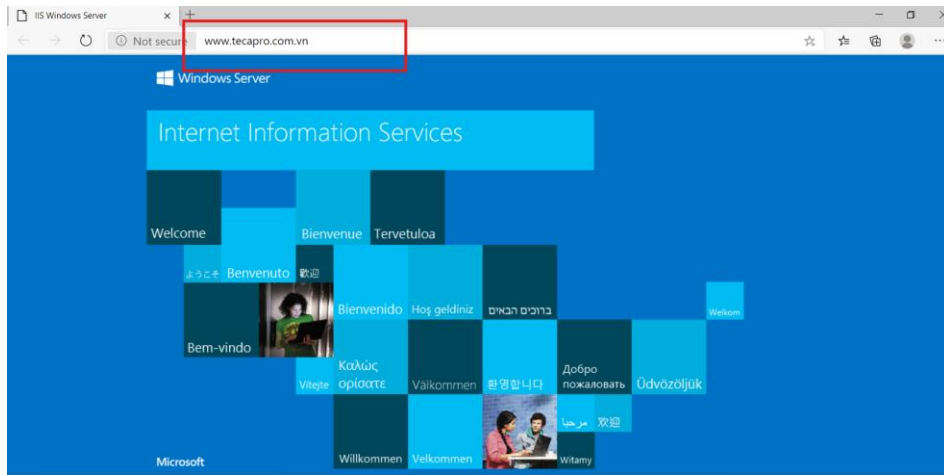 IIS Windows Server
Not secure www.tecapro.com.vn
Windows Server
Internet Information Services
Welcome
Bienvenue
Tervetuloa
ようこそ
Benvenuto
歡迎
Bienvenido
Hoş geldiniz
ברוכים הבאים
Welkom
Bem-vindo
Vítejte
Καλώς
ορίσατε
Välkommen
환영합니다
Добро
пожаловать
Üdvözöljük
مرحبا
欢迎
Willkommen
Velkommen
Witamy
Microsoft